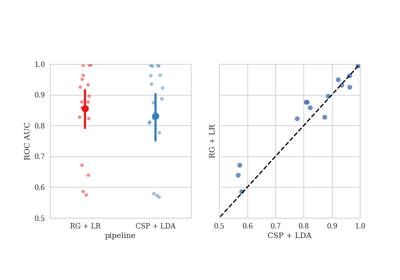 1.0
0.9
0.8
0.7
0.6
0.5
ROC AUC
RG + LR
CSP + LDA
pipeline
RG + LR
0.5
0.6
0.7
0.8
0.9
1.0
CSP + LDA